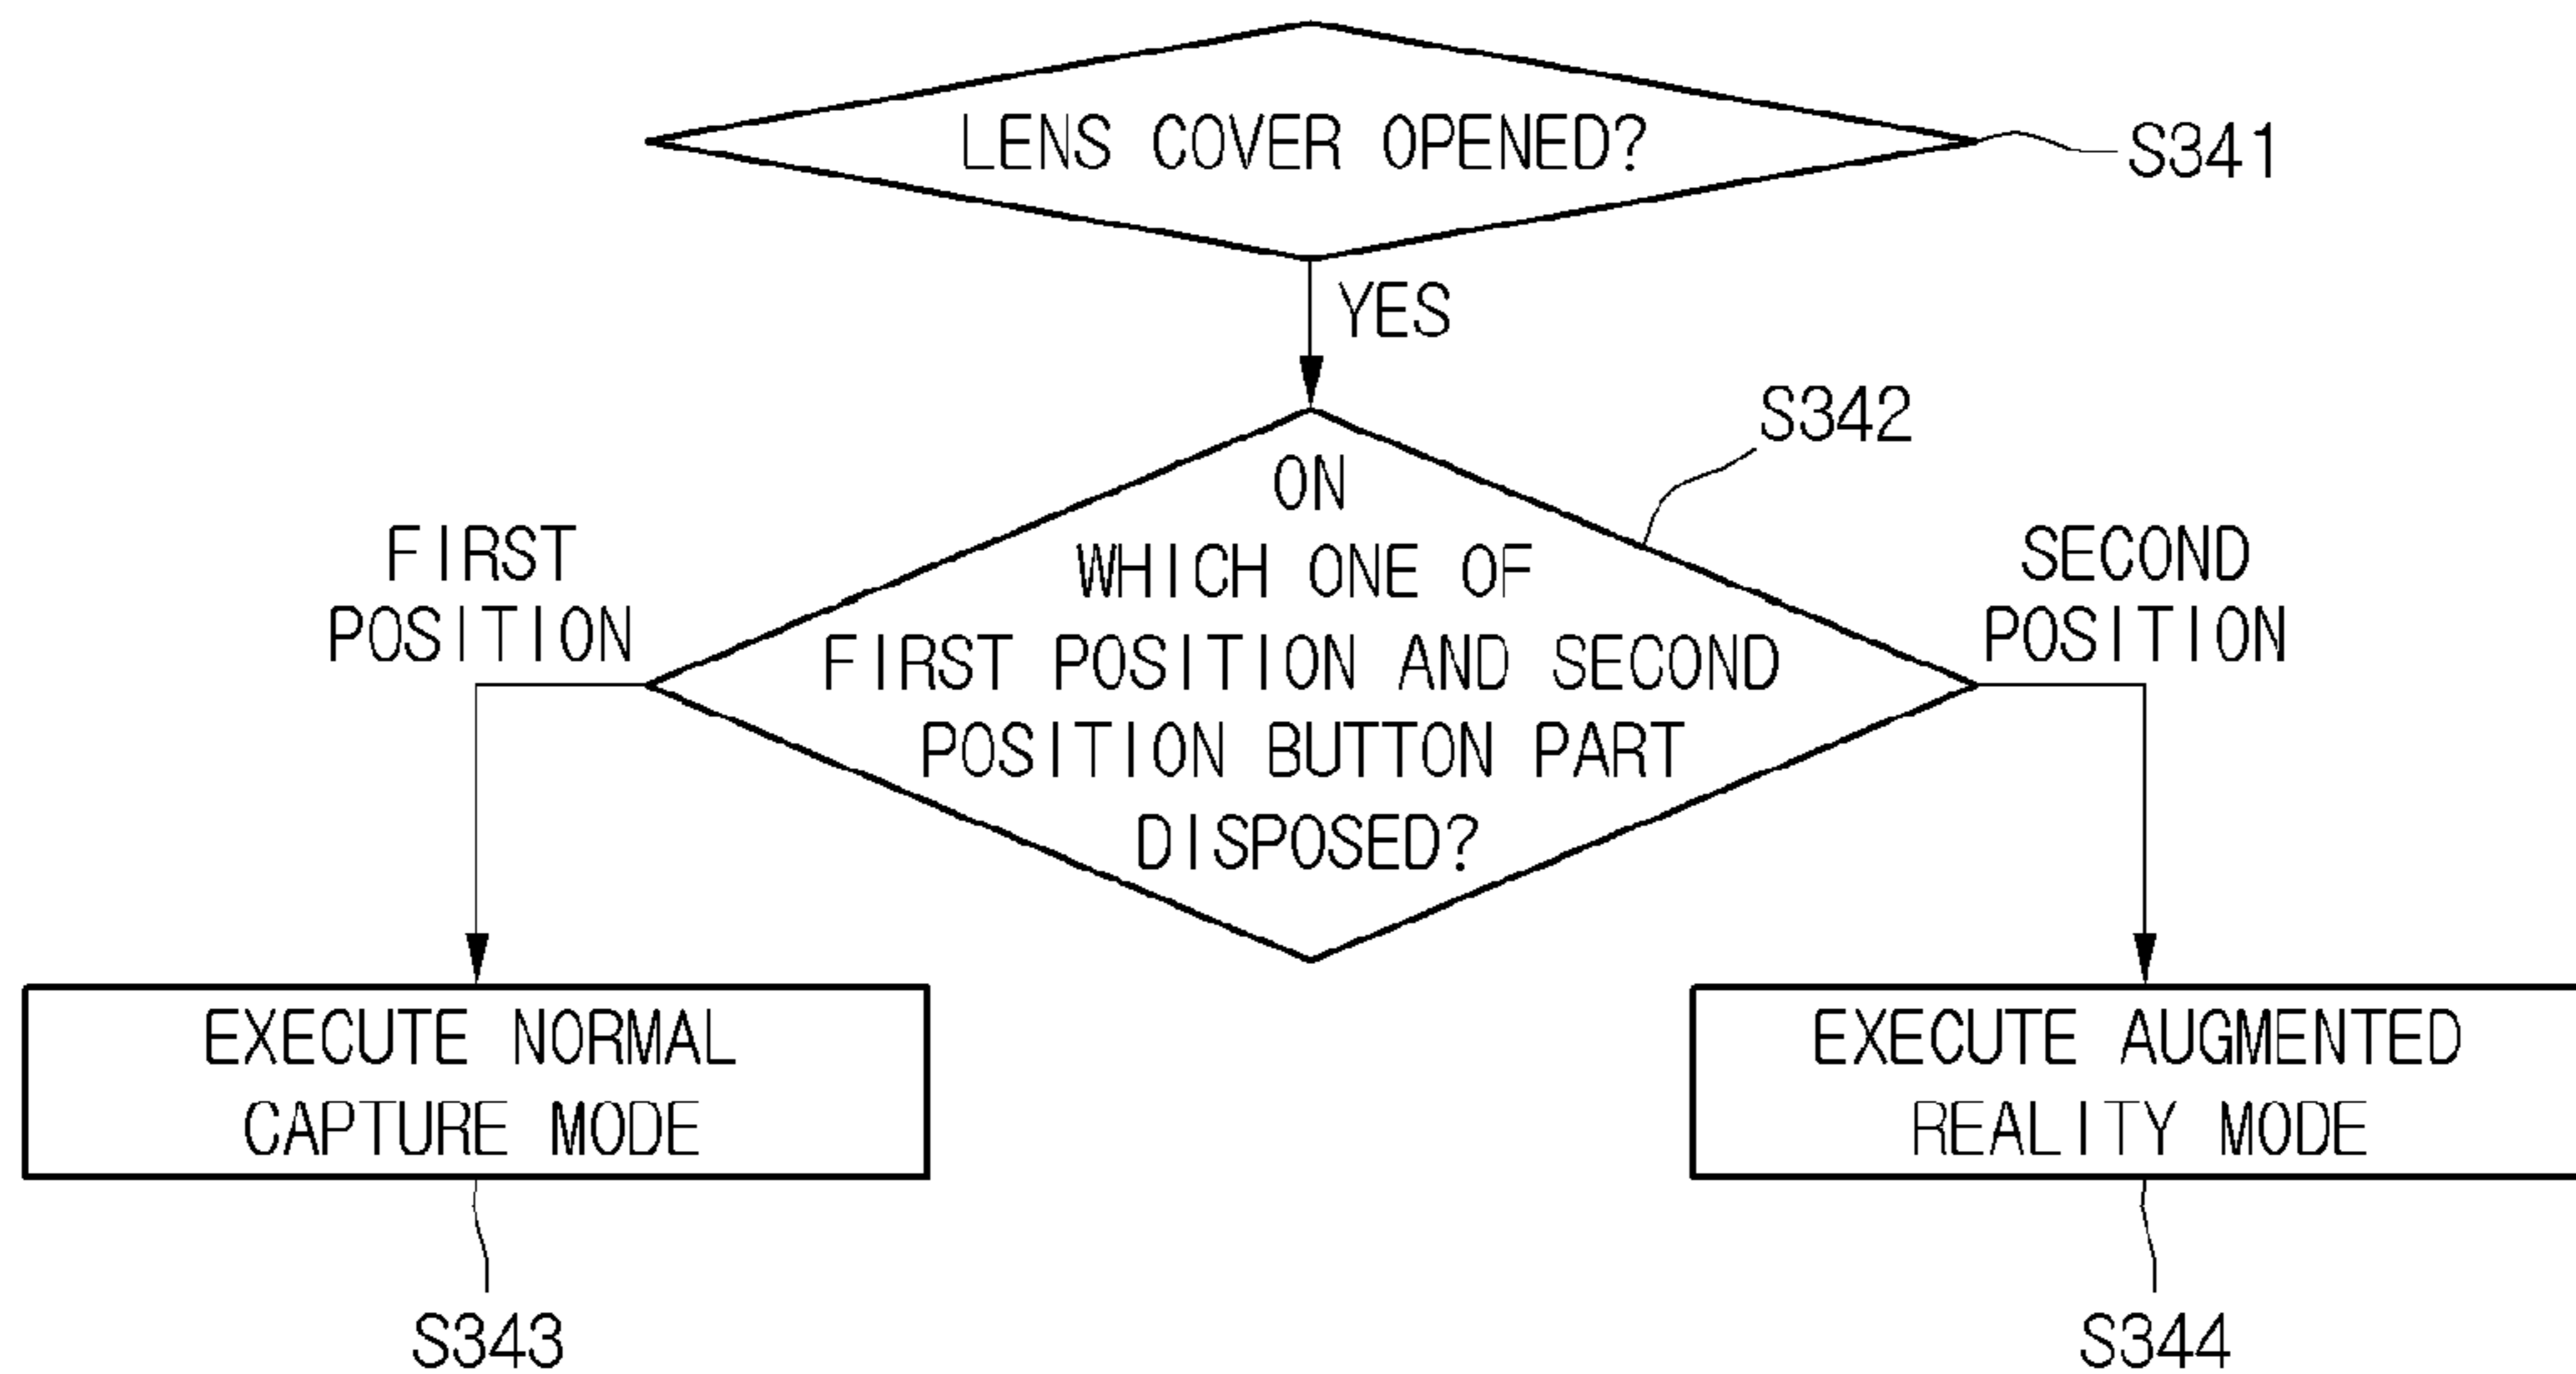 LENS COVER OPENED?
S341
YES
S342
ON
WHICH ONE OF
FIRST POSITION AND SECOND
POSITION BUTTON PART
DISPOSED?
FIRST
POSITION
SECOND
POSITION
EXECUTE NORMAL
CAPTURE MODE
EXECUTE AUGMENTED
REALITY MODE
S343
S344